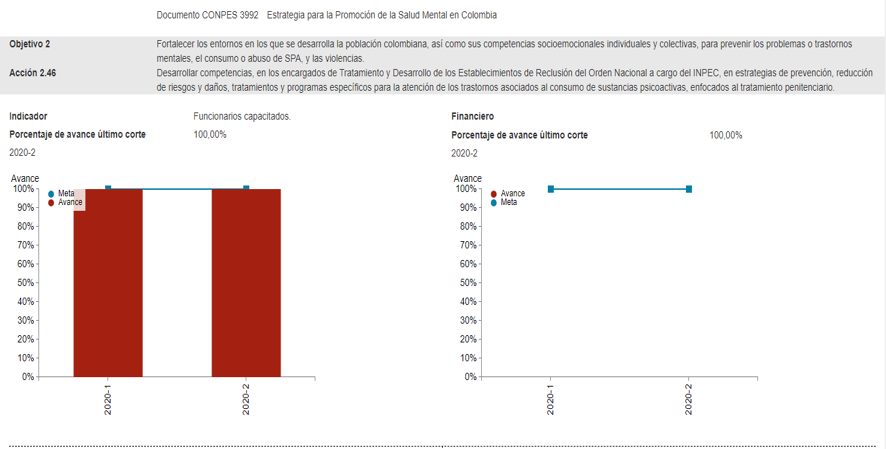 Documento CONPES 3992 Estrategia para la Promoción de la Salud Mental en Colombia
Objetivo 2 Fortalecer los entornos en los que se desarrolla la población colombiana, así como sus competencias socioemocionales individuales y colectivas, para prevenir los problemas o trastornos
mentales, el consumo o abuso de SPA, y las violencias.
Acción 2.46 Desarrollar competencias, en los encargados de Tratamiento y Desarrollo de los Establecimientos de Reclusión del Orden Nacional a cargo del INPEC, en estrategias de prevención, reducción
de riesgos y daños, tratamientos y programas específicos para la atención de los trastornos asociados al consumo de sustancias psicoactivas, enfocados al tratamiento penitenciario.
Indicador Funcionarios capacitados.
Porcentaje de avance último corte 100,00%
2020-2
Avance
100%
90%
80%
70%
60%
50%
40%
30%
20%
10%
0%
Meta
Avance
2020-1
2020-2
Financiero
Porcentaje de avance último corte 100,00%
2020-2
Avance
100%
90%
80%
70%
60%
50%
40%
30%
20%
10%
0%
Avance
Meta
2020-1
2020-2